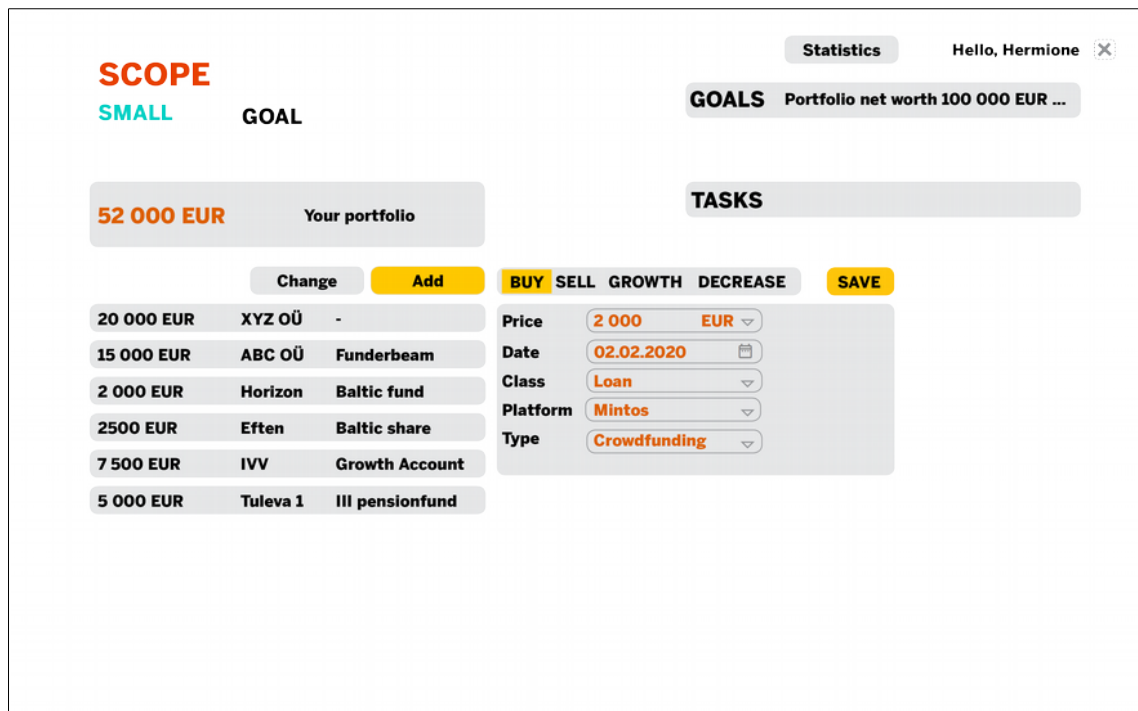 Statistics Hello, Hermione
SCOPE
SMALL GOAL
GOALS Portfolio net worth 100 000 EUR ...
TASKS
52 000 EUR Your portfolio
Change Add
BUY SELL GROWTH DECREASE SAVE
20 000 EUR XYZ OÜ -
15 000 EUR ABC OÜ Funderbeam
2 000 EUR Horizon Baltic fund
2500 EUR Eften Baltic share
7 500 EUR IVV Growth Account
5 000 EUR Tuleva 1 III pensionfund
Price 2 000 EUR
Date 02.02.2020
Class Loan
Platform Mintos
Type Crowdfunding